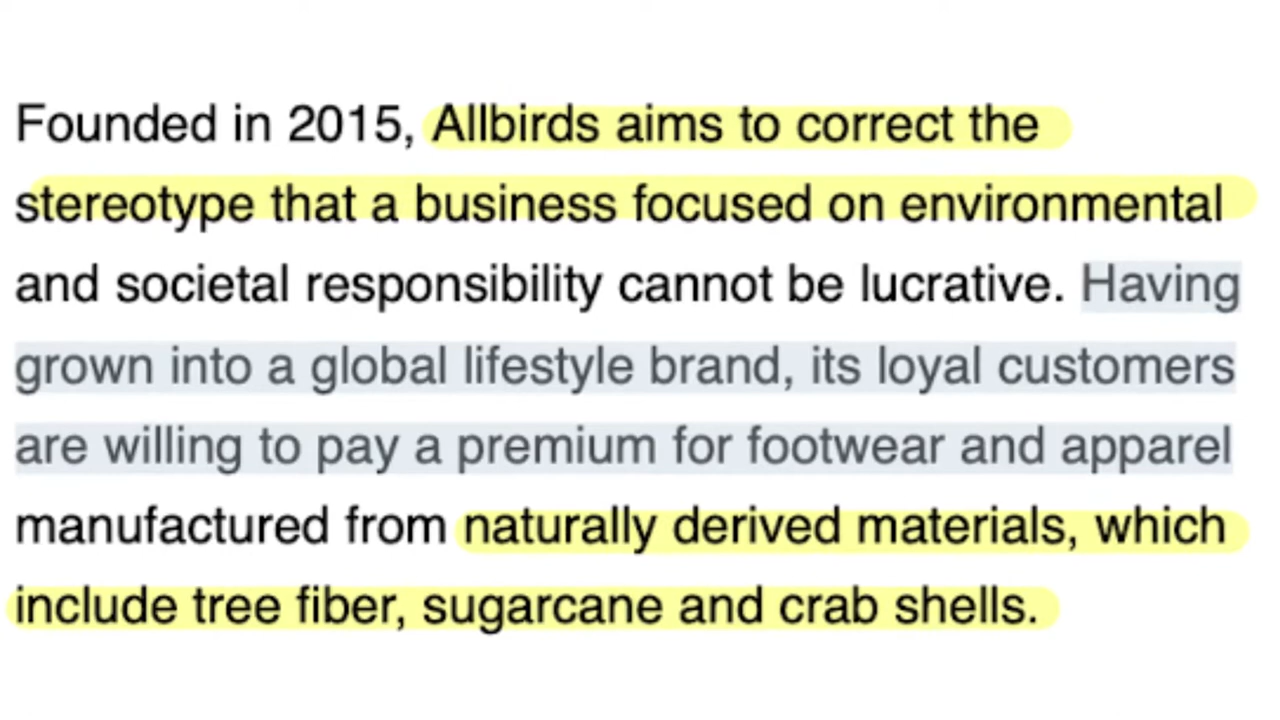 Founded in 2015, Allbirds aims to correct the
stereotype that a business focused on environmental
and societal responsibility cannot be lucrative. Having
grown into a global lifestyle brand, its loyal customers
are willing to pay a premium for footwear and apparel
manufactured from naturally derived materials, which
include tree fiber, sugarcane and crab shells.